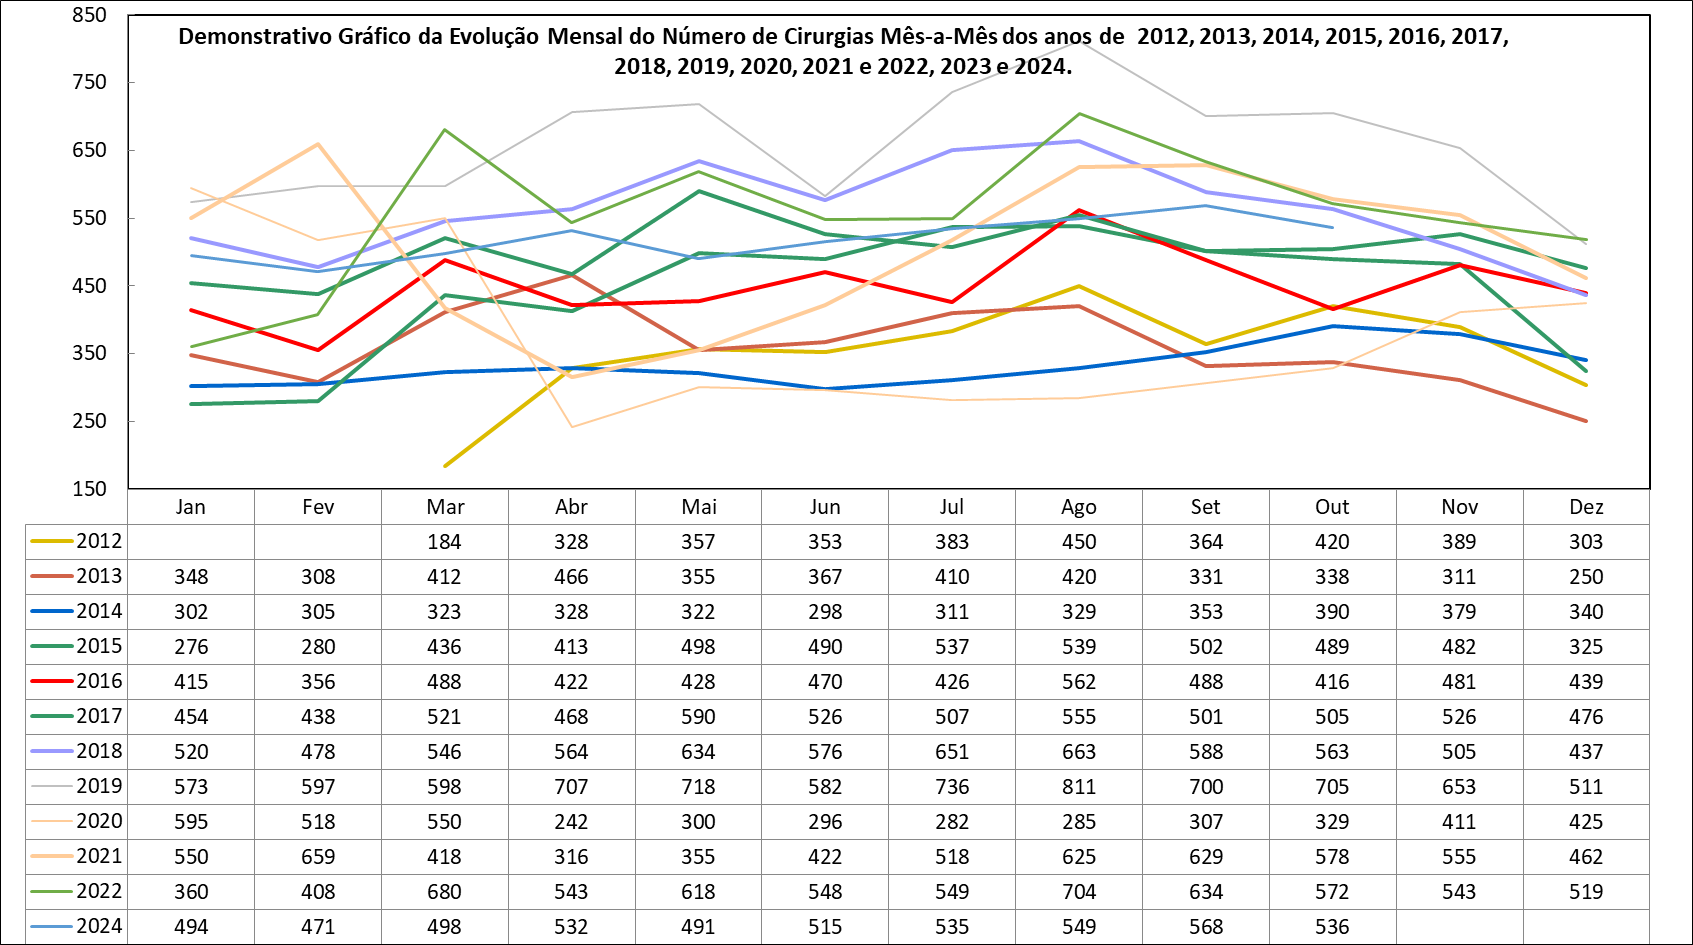 850
Demonstrativo Gráfico da Evolução Mensal do Número de Cirurgias Mês-a-Mês dos anos de 2012, 2013, 2014, 2015, 2016, 2017,
2018, 2019, 2020, 2021 e 2022, 2023 e 2024.
750
650
550
450
350
250
150
Jan Fev Mar Abr Mai Jun Jul Ago Set Out Nov Dez
2012 184 328 357 353 383 450 364 420 389 303
2013 348 308 412 466 355 367 410 420 331 338 311 250
2014 302 305 323 328 322 298 311 329 353 390 379 340
2015 276 280 436 413 498 490 537 539 502 489 482 325
2016 415 356 488 422 428 470 426 562 488 416 481 439
2017 454 438 521 468 590 526 507 555 501 505 526 476
2018 520 478 546 564 634 576 651 663 588 563 505 437
2019 573 597 598 707 718 582 736 811 700 705 653 511
2020 595 518 550 242 300 296 282 285 307 329 411 425
2021 550 659 418 316 355 422 518 625 629 578 555 462
2022 360 408 680 543 618 548 549 704 634 572 543 519
2024 494 471 498 532 491 515 535 549 568 536